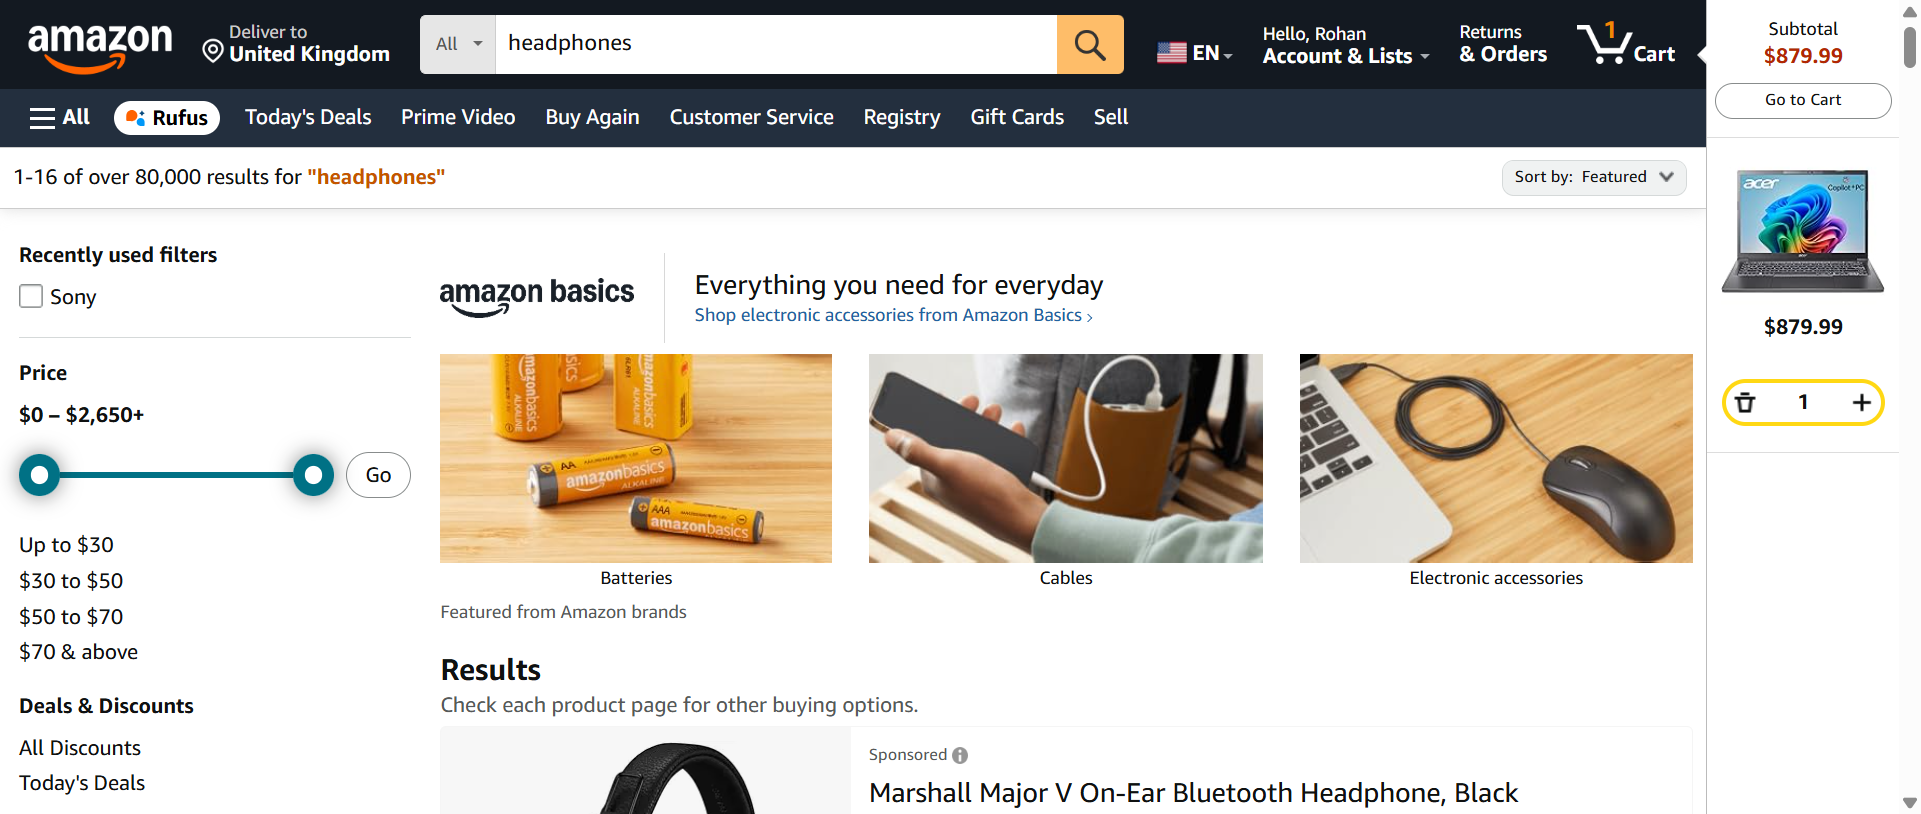 amazon
Deliver to
United Kingdom
All
headphones
EN
Hello, Rohan
Account & Lists
Returns
& Orders
1
Cart
All
Rufus
Today's Deals
Prime Video
Buy Again
Customer Service
Registry
Gift Cards
Sell
1-16 of over 80,000 results for "headphones"
Sort by: Featured
Recently used filters
Sony
Price
$0 – $2,650+
Go
Up to $30
$30 to $50
$50 to $70
$70 & above
Deals & Discounts
All Discounts
Today's Deals
amazon basics
Everything you need for everyday
Shop electronic accessories from Amazon Basics ›
amazonbasics
ALKALINE
amazonbasics
ALKALINE
AA
amazonbasics
ALKALINE
AAA
amazonbasics
Batteries
Cables
Electronic accessories
Featured from Amazon brands
Results
Check each product page for other buying options.
Sponsored
Marshall Major V On-Ear Bluetooth Headphone, Black
Subtotal
$879.99
Go to Cart
acer
Copilot+PC
$879.99
1